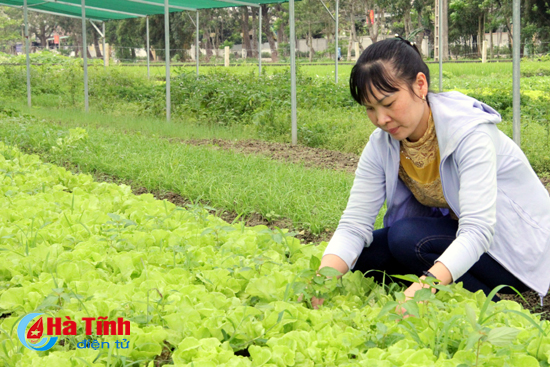 Hà Tĩnh
điện tử